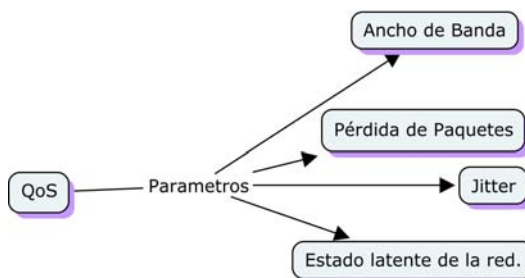 Ancho de Banda
Pérdida de Paquetes
QoS
Parametros
Jitter
Estado latente de la red.